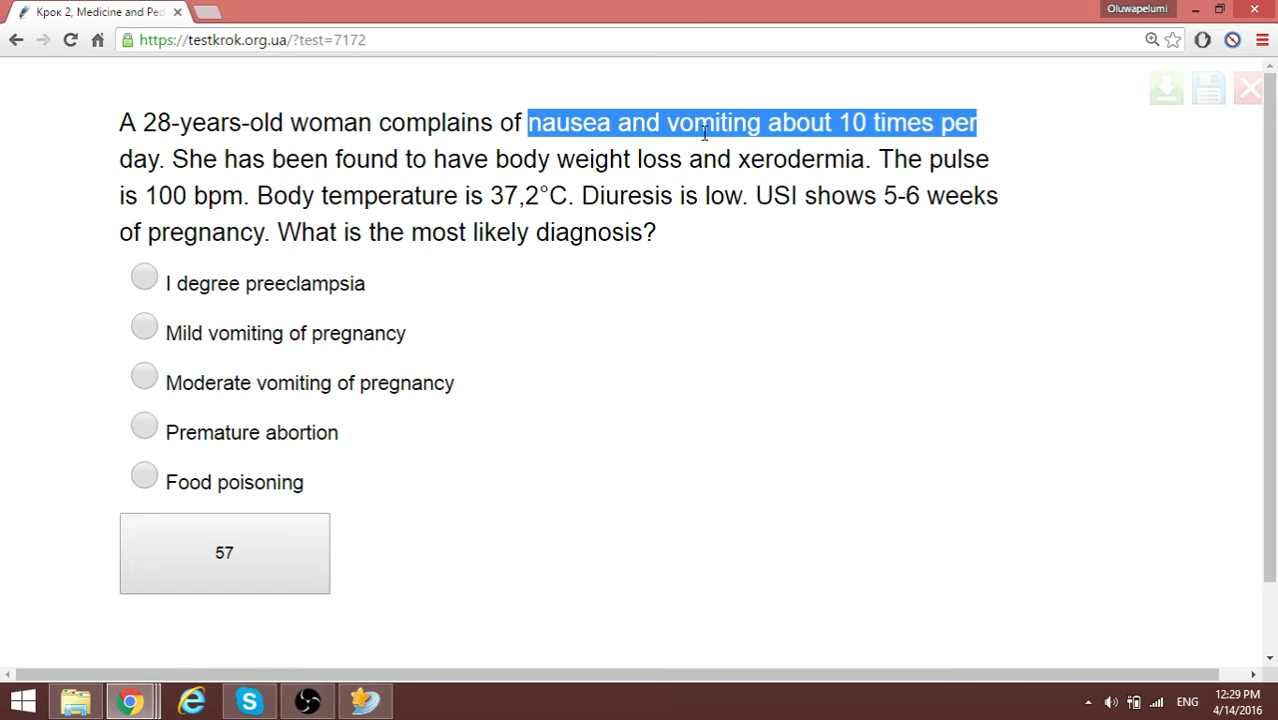 Крок 2, Medicine and Ped
Oluwapelumi
https://testkrok.org.ua/?test=7172
A 28-years-old woman complains of nausea and vomiting about 10 times per
day. She has been found to have body weight loss and xerodermia. The pulse
is 100 bpm. Body temperature is 37,2°C. Diuresis is low. USI shows 5-6 weeks
of pregnancy. What is the most likely diagnosis?
I degree preeclampsia
Mild vomiting of pregnancy
Moderate vomiting of pregnancy
Premature abortion
Food poisoning
57
ENG
12:29 PM
4/14/2016